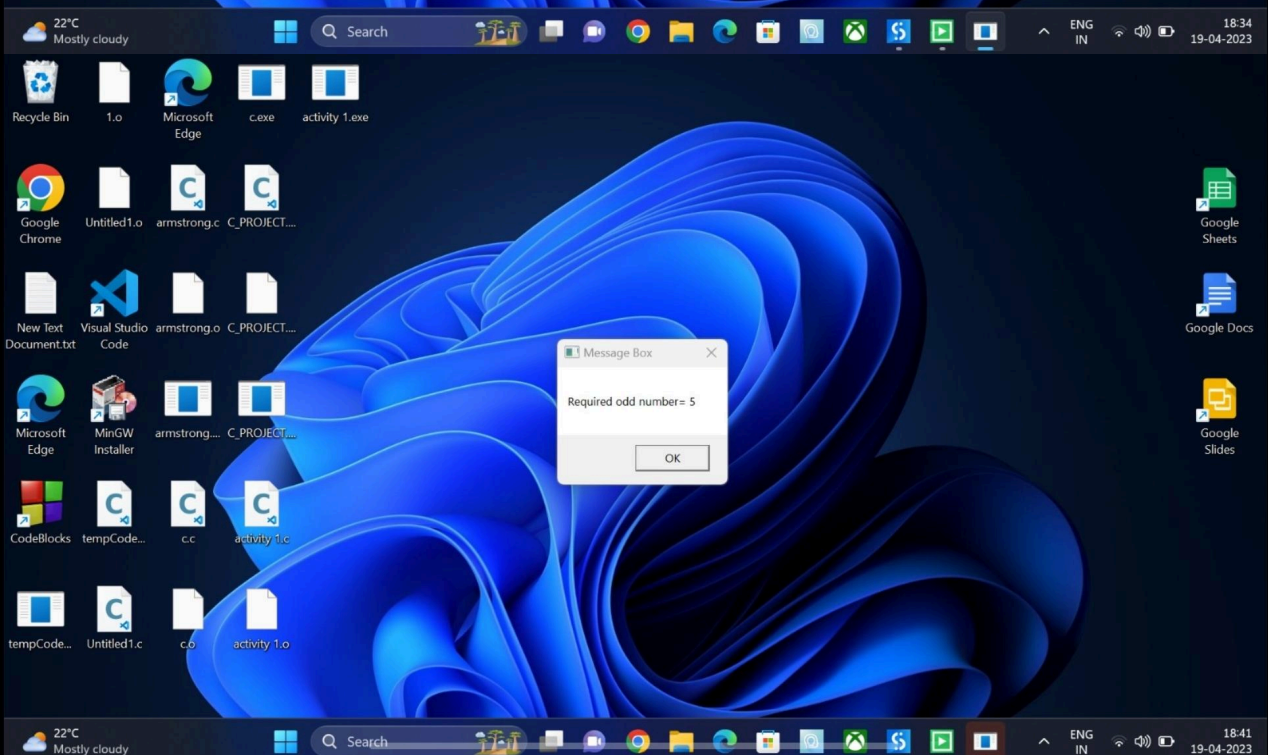 22°C
Mostly cloudy
Search
ENG
IN
18:34
19-04-2023
Recycle Bin
1.o
Microsoft
Edge
c.exe
activity 1.exe
Google
Chrome
Untitled1.o
armstrong.c
C_PROJECT....
Google
Sheets
New Text
Document.txt
Visual Studio
Code
armstrong.o
C_PROJECT....
Google Docs
Message Box
Required odd number= 5
OK
Microsoft
Edge
MinGW
Installer
armstrong....
C_PROJECT....
Google
Slides
CodeBlocks
tempCode...
c.c
activity 1.c
tempCode...
Untitled1.c
c.o
activity 1.o
22°C
Mostly cloudy
Search
ENG
IN
18:41
19-04-2023